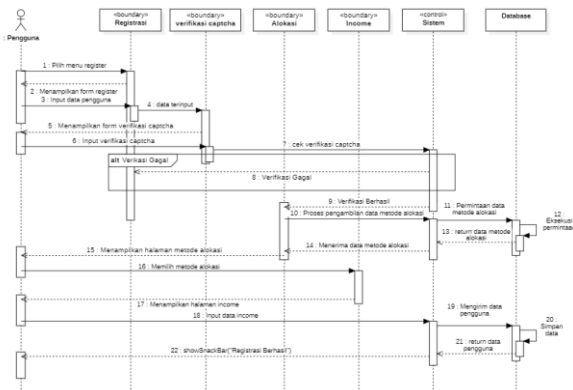 «boundary»
Registrasi
«boundary»
verifikasi captcha
«boundary»
Alokasi
«boundary»
Income
«control»
Sistem
Database
: Pengguna
1 : Pilih menu register
2 : Menampilkan form register
3 : Input data pengguna
4 : data terinput
5 : Menampilkan form verifikasi captcha
6 : Input verifikasi captcha
7 : cek verifikasi captcha
alt Verikasi Gagal
8 : Verifikasi Gagal
9 : Verifikasi Berhasil
10 : Proses pengambilan data metode alokasi
11 : Permintaan data
metode alokasi
12 :
Eksekusi
permintaan
13 : return data metode
alokasi
14 : Menerima data metode alokasi
15 : Menampilkan halaman metode alokasi
16 : Memilih metode alokasi
17 : Menampilkan halaman income
18 : Input data income
19 : Mengirim data
pengguna
20 :
Simpan
data
21 : return data
pengguna
22 : showSnackBar("Registrasi Berhasil")